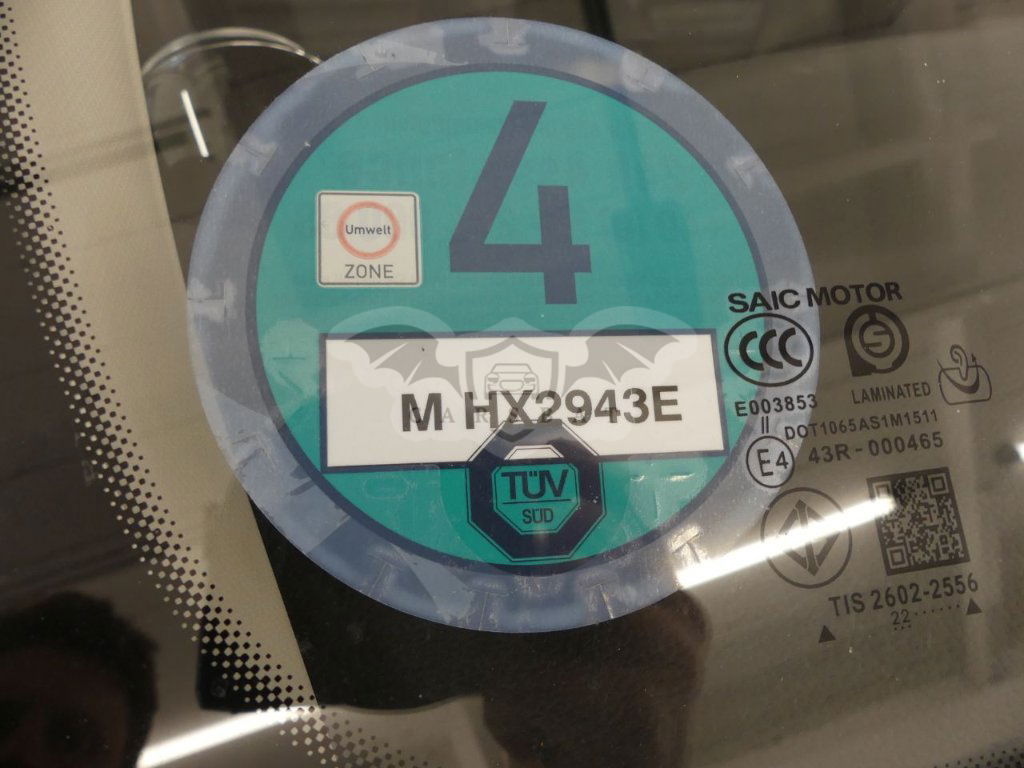 4
Umwelt
ZONE
M HX2943E
TÜV
SÜD
SAIC MOTOR
CCC
S
LAMINATED
E003853
II
DOT1065AS1M1511
E4
43R-000465
TIS 2602-2556
22